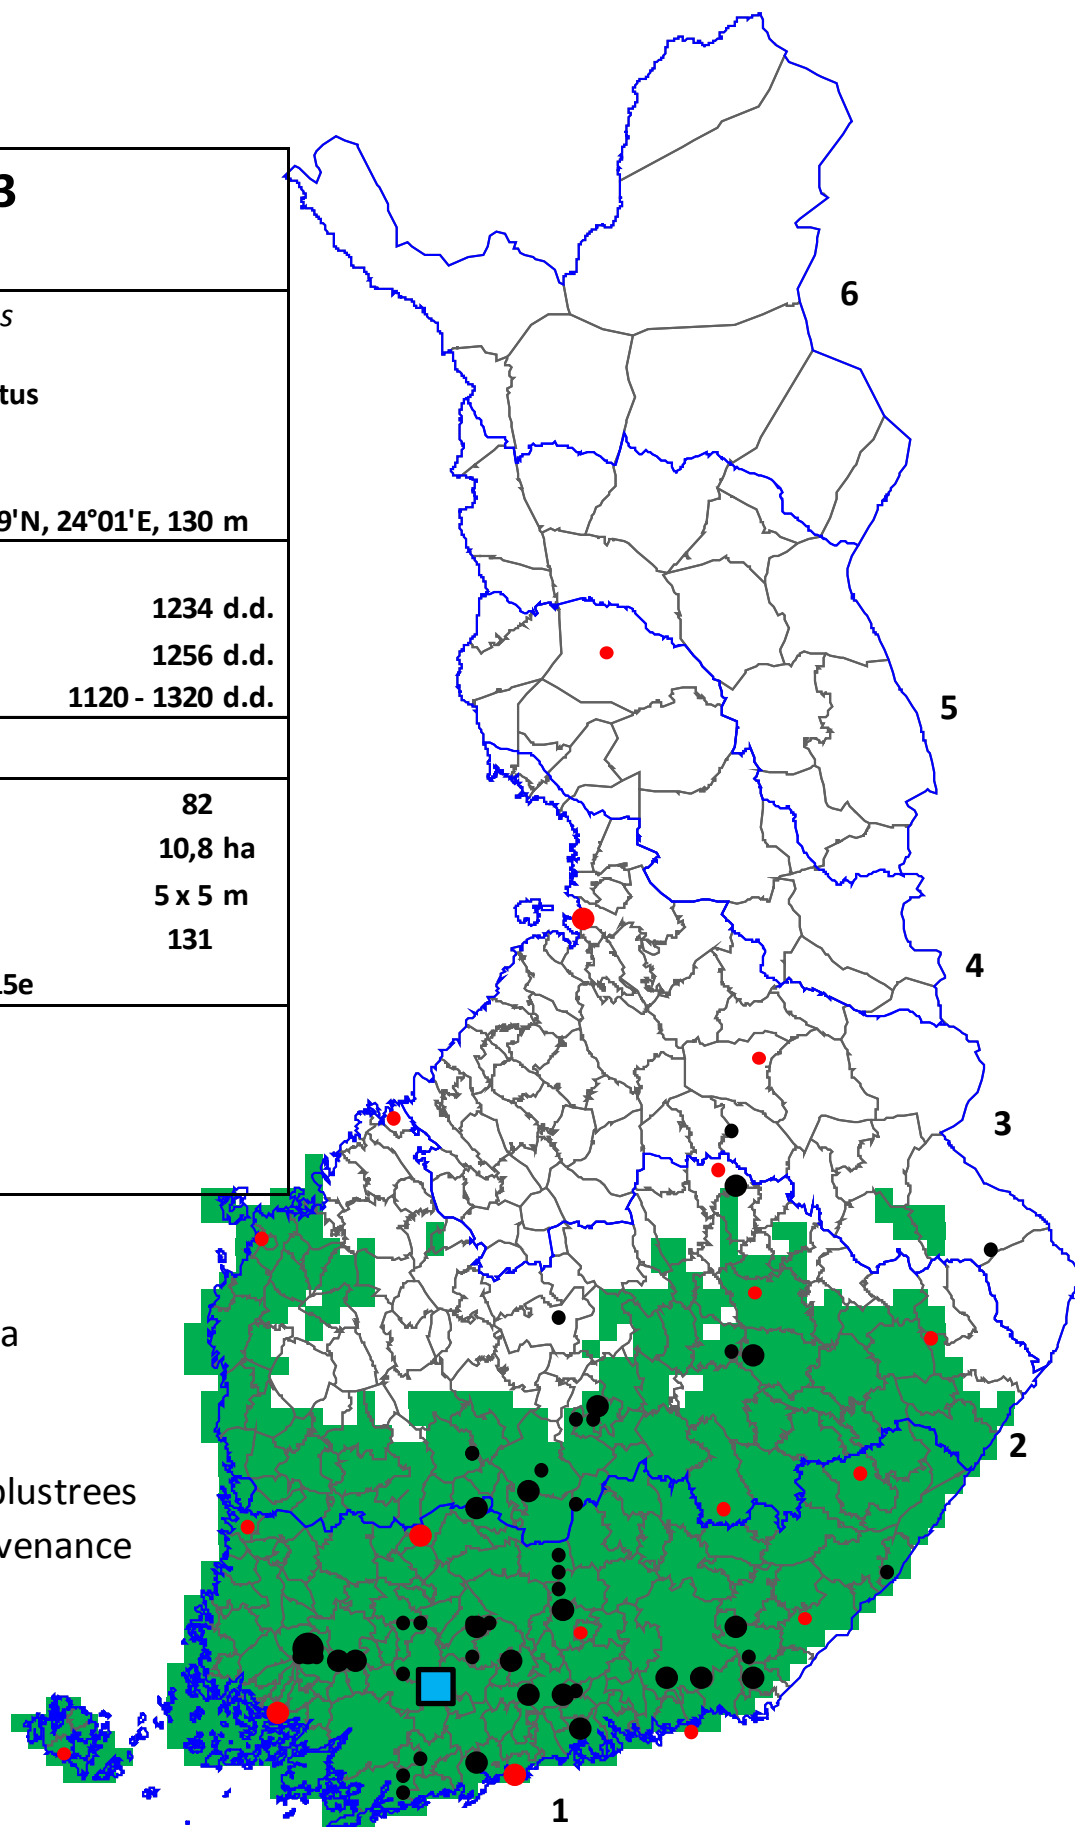 3
s
tus
9'N, 24°01'E, 130 m
1234 d.d.
1256 d.d.
1120 - 1320 d.d.
82
10,8 ha
5 x 5 m
131
15e
a
plustrees
venance
6
5
4
3
2
1